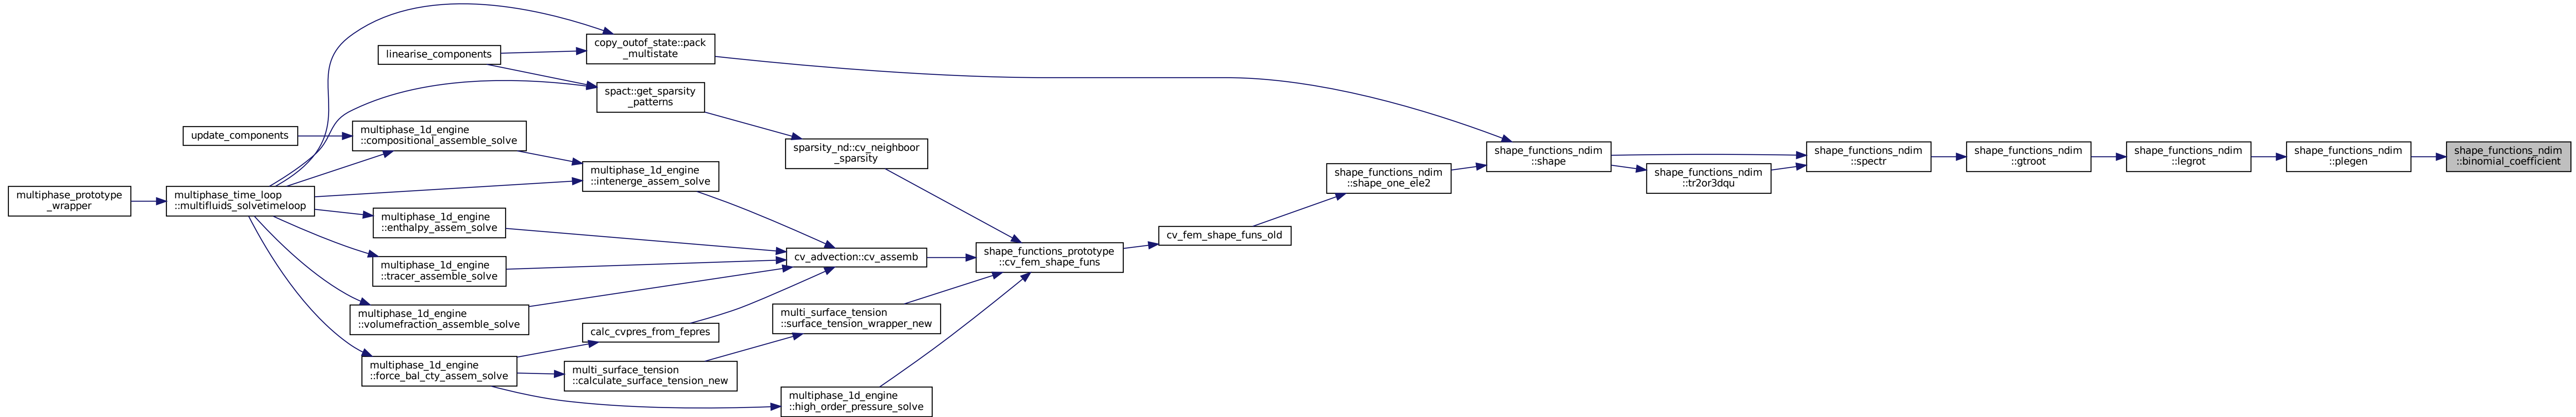 copy_outof_state::pack
_multistate
linearise_components
spact::get_sparsity
_patterns
update_components
multiphase_1d_engine
::compositional_assemble_solve
sparsity_nd::cv_neighboor
_sparsity
shape_functions_ndim
::shape
shape_functions_ndim
::spectr
shape_functions_ndim
::gtroot
shape_functions_ndim
::legrot
shape_functions_ndim
::plegen
shape_functions_ndim
::binomial_coefficient
multiphase_1d_engine
::intenerge_assem_solve
shape_functions_ndim
::shape_one_ele2
shape_functions_ndim
::tr2or3dqu
multiphase_prototype
_wrapper
multiphase_time_loop
::multifluids_solvetimeloop
multiphase_1d_engine
::enthalpy_assem_solve
cv_fem_shape_funs_old
multiphase_1d_engine
::tracer_assemble_solve
cv_advection::cv_assemb
shape_functions_prototype
::cv_fem_shape_funs
multiphase_1d_engine
::volumefraction_assemble_solve
calc_cvpres_from_fepres
multi_surface_tension
::surface_tension_wrapper_new
multiphase_1d_engine
::force_bal_cty_assem_solve
multi_surface_tension
::calculate_surface_tension_new
multiphase_1d_engine
::high_order_pressure_solve